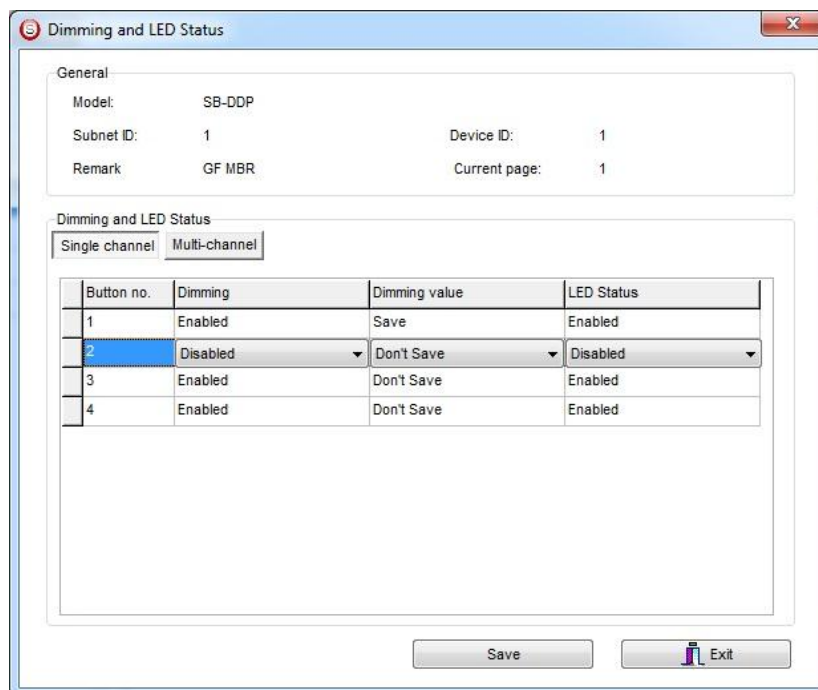 Dimming and LED Status
General
Model: SB-DDP
Subnet ID: 1 Device ID: 1
Remark GF MBR Current page: 1
Dimming and LED Status
Single channel Multi-channel
Button no. Dimming Dimming value LED Status
1 Enabled Save Enabled
2 Disabled Don't Save Disabled
3 Enabled Don't Save Enabled
4 Enabled Don't Save Enabled
Save Exit